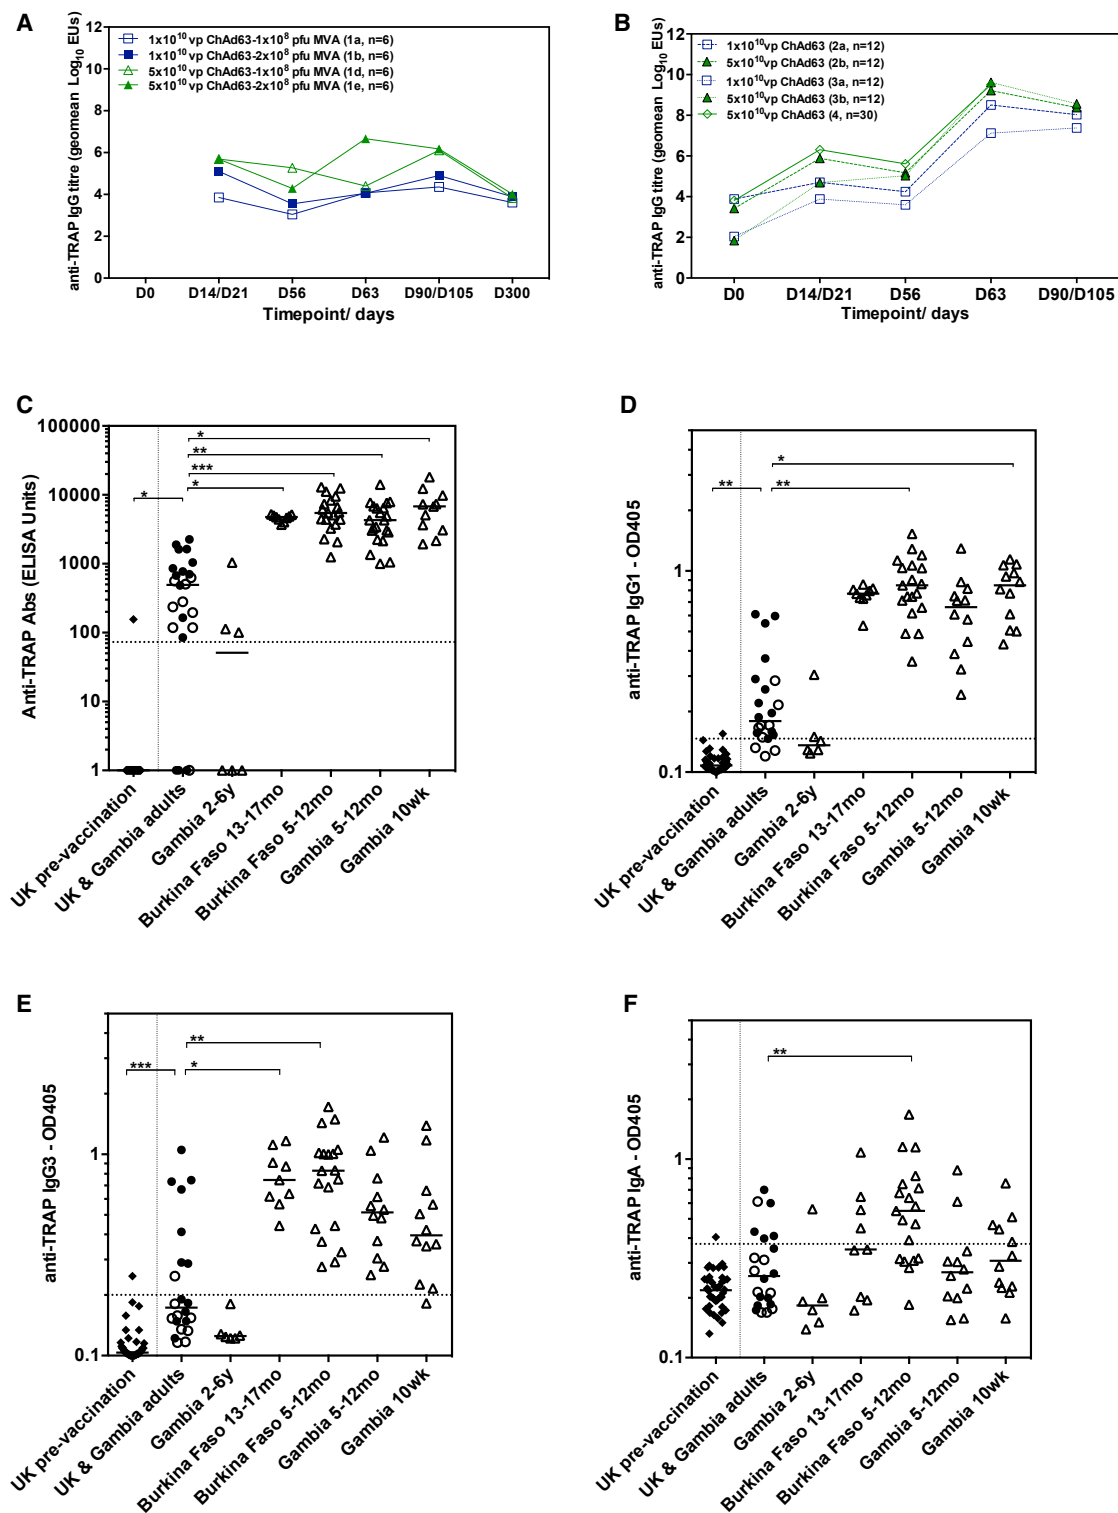 A
anti-TRAP IgG titre (geomean Log10 EUs)
12
10
8
6
4
2
0
1x10^10 vp ChAd63-1x10^8 pfu MVA (1a, n=6)
1x10^10 vp ChAd63-2x10^8 pfu MVA (1b, n=6)
5x10^10 vp ChAd63-1x10^8 pfu MVA (1d, n=6)
5x10^10 vp ChAd63-2x10^8 pfu MVA (1e, n=6)
D0 D14/D21 D56 D63 D90/D105 D300
Timepoint/ days
B
anti-TRAP IgG titre (geomean Log10 EUs)
12
10
8
6
4
2
0
1x10^10vp ChAd63 (2a, n=12)
5x10^10vp ChAd63 (2b, n=12)
1x10^10vp ChAd63 (3a, n=12)
5x10^10vp ChAd63 (3b, n=12)
5x10^10vp ChAd63 (4, n=30)
D0 D14/D21 D56 D63 D90/D105
Timepoint/ days
C
Anti-TRAP Abs (ELISA Units)
100000
10000
1000
100
10
1
*
**
***
*
*
UK pre-vaccination
UK & Gambia adults
Gambia 2-6y
Burkina Faso 13-17mo
Burkina Faso 5-12mo
Gambia 5-12mo
Gambia 10wk
D
anti-TRAP IgG1 - OD405
1
0.1
*
** **
UK pre-vaccination
UK & Gambia adults
Gambia 2-6y
Burkina Faso 13-17mo
Burkina Faso 5-12mo
Gambia 5-12mo
Gambia 10wk
E
anti-TRAP IgG3 - OD405
1
0.1
**
*** *
UK pre-vaccination
UK & Gambia adults
Gambia 2-6y
Burkina Faso 13-17mo
Burkina Faso 5-12mo
Gambia 5-12mo
Gambia 10wk
F
anti-TRAP IgA - OD405
1
0.1
**
UK pre-vaccination
UK & Gambia adults
Gambia 2-6y
Burkina Faso 13-17mo
Burkina Faso 5-12mo
Gambia 5-12mo
Gambia 10wk